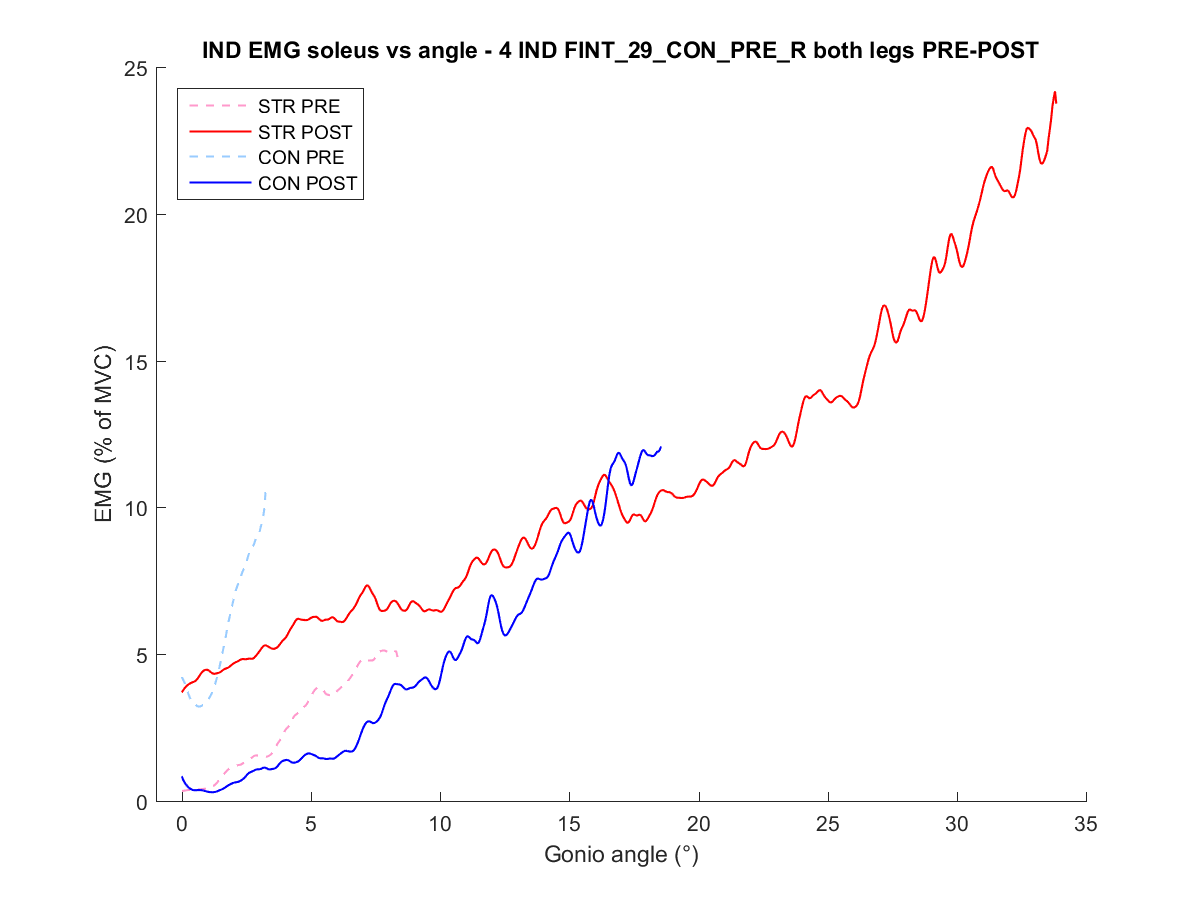 IND EMG soleus vs angle - 4 IND FINT_29_CON_PRE_R both legs PRE-POST
25
20
15
10
5
0
EMG (% of MVC)
STR PRE
STR POST
CON PRE
CON POST
0 5 10 15 20 25 30 35
Gonio angle (°)